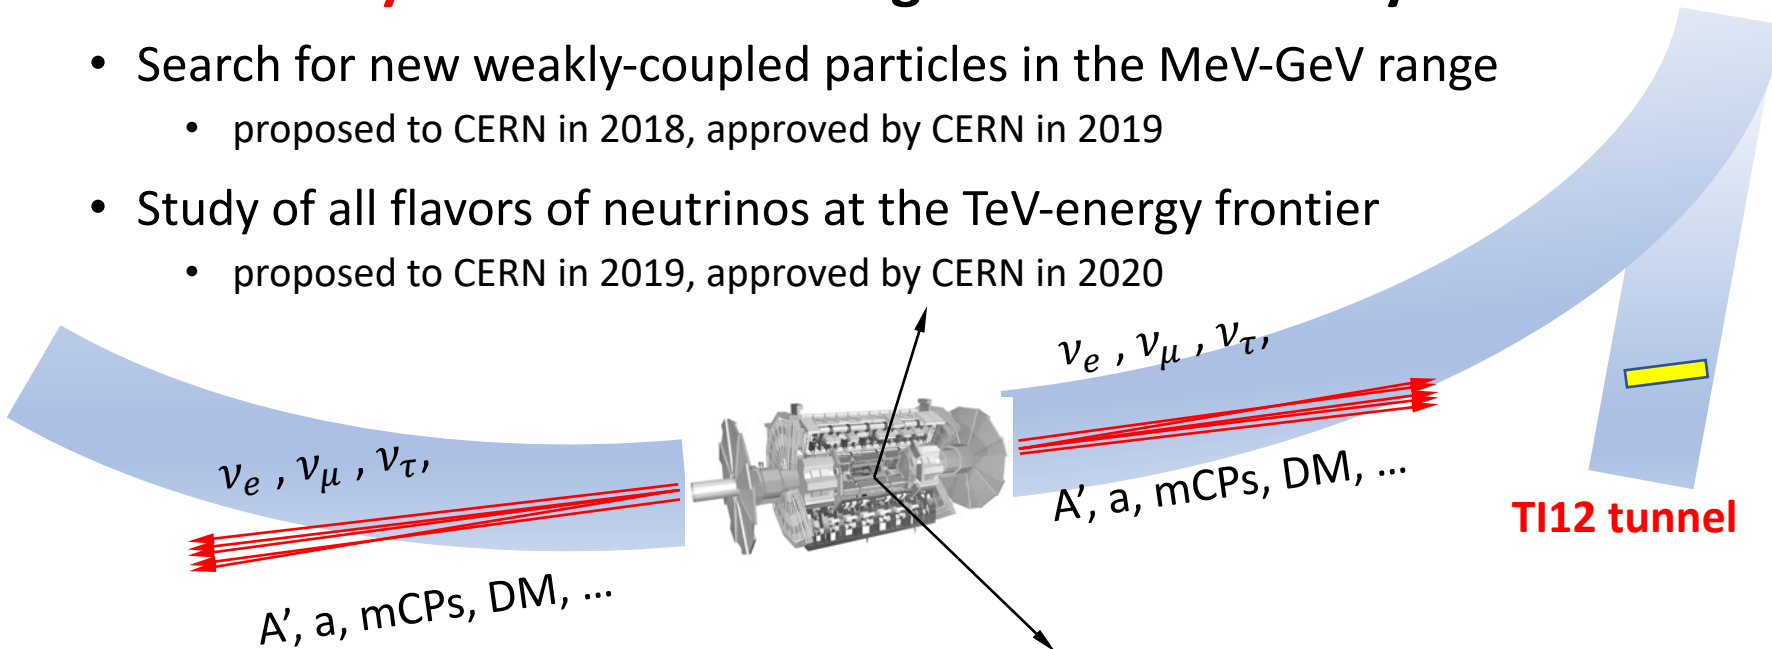 • Search for new weakly-coupled particles in the MeV-GeV range
• proposed to CERN in 2018, approved by CERN in 2019
• Study of all flavors of neutrinos at the TeV-energy frontier
• proposed to CERN in 2019, approved by CERN in 2020
νe , νμ , ντ,
νe , νμ , ντ,
A’, a, mCPs, DM, …
TI12 tunnel
A’, a, mCPs, DM, …